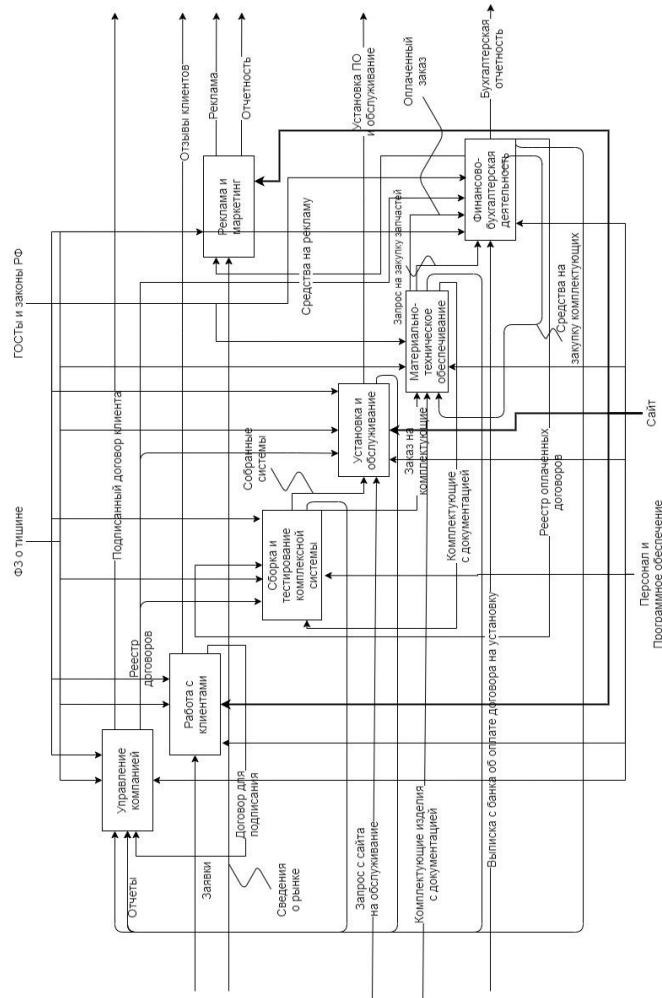 ФЗ о тишине
ГОСТы и законы РФ
Управление
компанией
Подписанный договор клиента
Реестр
договоров
Отчеты
Работа с
клиентами
Отзывы клиентов
Заявки
Договор для
подписания
Сведения
о рынке
Реклама и
маркетинг
Реклама
Отчетность
Средства на рекламу
Сборка и
тестирование
комплексной
системы
Собранные
системы
Установка и
обслуживание
Установка ПО
и обслуживание
Запрос с сайта
на обслуживание
Заказ на
комплектующие
Материально-
техническое
обеспечивание
Запрос на закупку запчастей
Оплаченный
заказ
Комплектующие
с документацией
Комплектующие изделия
с документацией
Финансово-
бухгалтерская
деятельность
Бухгалтерская
отчетность
Выписка с банка об оплате договора на установку
Реестр оплаченных
договоров
Средства на
закупку комплектующих
Сайт
Персонал и
Программное обеспечение